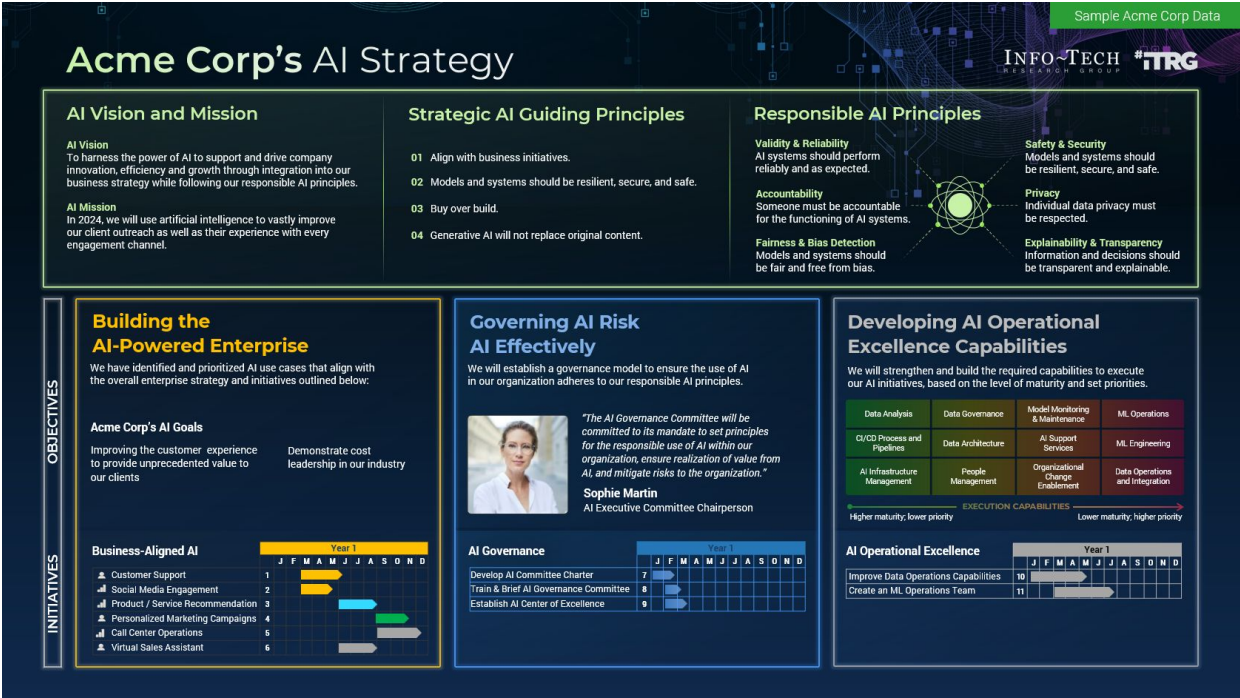 Sample Acme Corp Data
Acme Corp's AI Strategy
INFO~TECH
RESEARCH GROUP
#iTRG
AI Vision and Mission
AI Vision
To harness the power of AI to support and drive company
innovation, efficiency and growth through integration into our
business strategy while following our responsible AI principles.
AI Mission
In 2024, we will use artificial intelligence to vastly improve
our client outreach as well as their experience with every
engagement channel.
Strategic AI Guiding Principles
01 Align with business initiatives.
02 Models and systems should be resilient, secure, and safe.
03 Buy over build.
04 Generative AI will not replace original content.
Responsible AI Principles
Validity & Reliability
AI systems should perform
reliably and as expected.
Accountability
Someone must be accountable
for the functioning of AI systems.
Fairness & Bias Detection
Models and systems should
be fair and free from bias.
Safety & Security
Models and systems should
be resilient, secure, and safe.
Privacy
Individual data privacy must
be respected.
Explainability & Transparency
Information and decisions should
be transparent and explainable.
OBJECTIVES
Building the
AI-Powered Enterprise
We have identified and prioritized AI use cases that align with
the overall enterprise strategy and initiatives outlined below:
Acme Corp's AI Goals
Improving the customer experience
to provide unprecedented value to
our clients
Demonstrate cost
leadership in our industry
Governing AI Risk
AI Effectively
We will establish a governance model to ensure the use of AI
in our organization adheres to our responsible AI principles.
"The AI Governance Committee will be
committed to its mandate to set principles
for the responsible use of AI within our
organization, ensure realization of value from
AI, and mitigate risks to the organization."
Sophie Martin
AI Executive Committee Chairperson
Developing AI Operational
Excellence Capabilities
We will strengthen and build the required capabilities to execute
our AI initiatives, based on the level of maturity and set priorities.
Data Analysis
Data Governance
Model Monitoring
& Maintenance
ML Operations
CI/CD Process and
Pipelines
Data Architecture
AI Support
Services
ML Engineering
AI Infrastructure
Management
People
Management
Organizational
Change
Enablement
Data Operations
and Integration
EXECUTION CAPABILITIES
Higher maturity; lower priority
Lower maturity; higher priority
INITIATIVES
Business-Aligned AI
Year 1
J F M A M J J A S O N D
Customer Support 1
Social Media Engagement 2
Product / Service Recommendation 3
Personalized Marketing Campaigns 4
Call Center Operations 5
Virtual Sales Assistant 6
AI Governance
Year 1
J F M A M J J A S O N D
Develop AI Committee Charter 7
Train & Brief AI Governance Committee 8
Establish AI Center of Excellence 9
AI Operational Excellence
Year 1
J F M A M J J A S O N D
Improve Data Operations Capabilities 10
Create an ML Operations Team 11